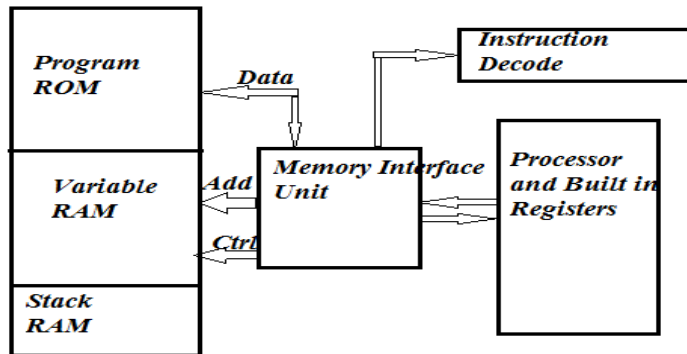 Program
ROM
Data
Instruction
Decode
Variable
RAM
Add
Ctrl
Memory Interface
Unit
Processor
and Built in
Registers
Stack
RAM